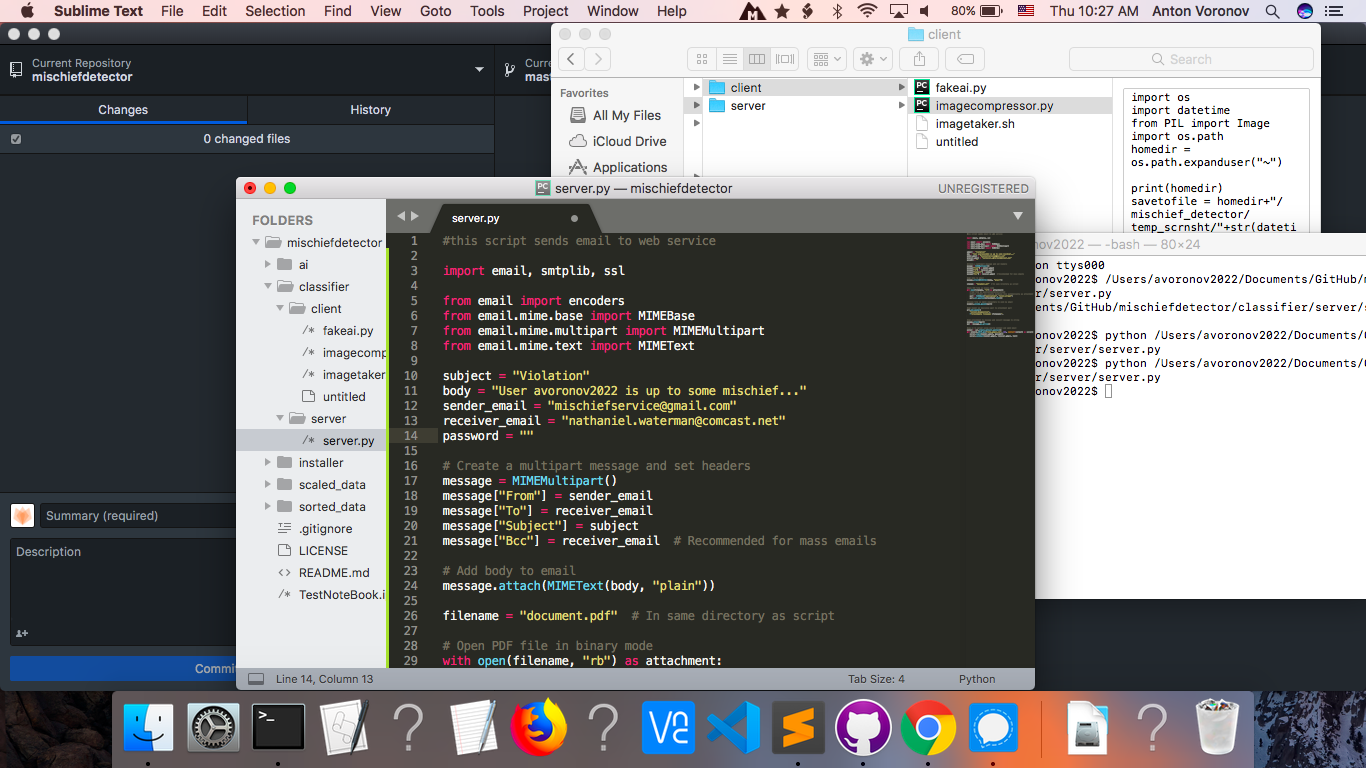 Sublime Text File Edit Selection Find View Goto Tools Project Window Help 80% Thu 10:27 AM Anton Voronov
Current Repository
mischiefdetector
Curre
mas
Changes
History
0 changed files
Summary (required)
Description
Commi
client
Search
Favorites
All My Files
iCloud Drive
Applications
client
server
fakeai.py
imagecompressor.py
imagetaker.sh
untitled
import os
import datetime
from PIL import Image
import os.path
homedir =
os.path.expanduser("~")
print(homedir)
savetofile = homedir+"/
mischief_detector/
temp_scrnsht/"+str(dateti
nov2022 — -bash — 80×24
on ttys000
ronov2022$ /Users/avoronov2022/Documents/GitHub/m
er/server.py
ents/GitHub/mischiefdetector/classifier/server/s
ronov2022$ python /Users/avoronov2022/Documents/G
er/server/server.py
ronov2022$ python /Users/avoronov2022/Documents/G
er/server/server.py
ronov2022$
server.py — mischiefdetector
UNREGISTERED
FOLDERS
mischiefdetector
ai
classifier
client
/* fakeai.py
/* imagecomp
/* imagetaker
untitled
server
/* server.py
installer
scaled_data
sorted_data
.gitignore
LICENSE
<> README.md
/* TestNoteBook.i
server.py
1 #this script sends email to web service
2
3 import email, smtplib, ssl
4
5 from email import encoders
6 from email.mime.base import MIMEBase
7 from email.mime.multipart import MIMEMultipart
8 from email.mime.text import MIMEText
9
10 subject = "Violation"
11 body = "User avoronov2022 is up to some mischief..."
12 sender_email = "mischiefservice@gmail.com"
13 receiver_email = "nathaniel.waterman@comcast.net"
14 password = ""
15
16 # Create a multipart message and set headers
17 message = MIMEMultipart()
18 message["From"] = sender_email
19 message["To"] = receiver_email
20 message["Subject"] = subject
21 message["Bcc"] = receiver_email # Recommended for mass emails
22
23 # Add body to email
24 message.attach(MIMEText(body, "plain"))
25
26 filename = "document.pdf" # In same directory as script
27
28 # Open PDF file in binary mode
29 with open(filename, "rb") as attachment:
Line 14, Column 13
Tab Size: 4
Python